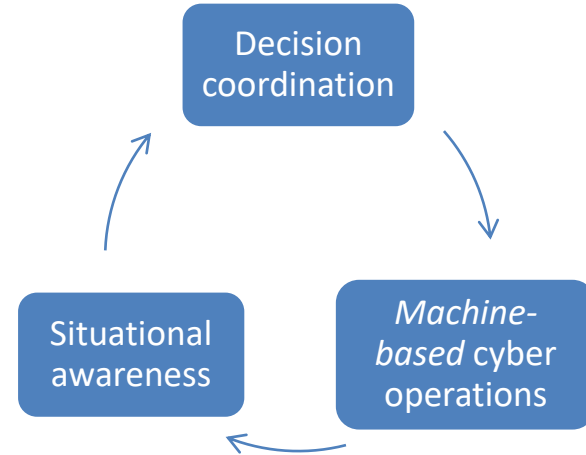 Decision
coordination
Situational
awareness
Machine-
based cyber
operations